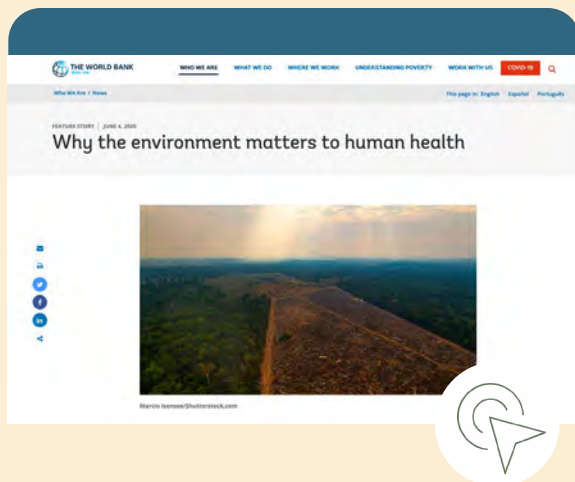 THE WORLD BANK
WHO WE ARE WHAT WE DO WHERE WE WORK UNDERSTANDING POVERTY WORK WITH US COVID-19
Who We Are / News
This page in: English Español Português
FEATURE STORY | JUNE 4, 2020
Why the environment matters to human health
f
in
Marcio Isensee/Shutterstock.com